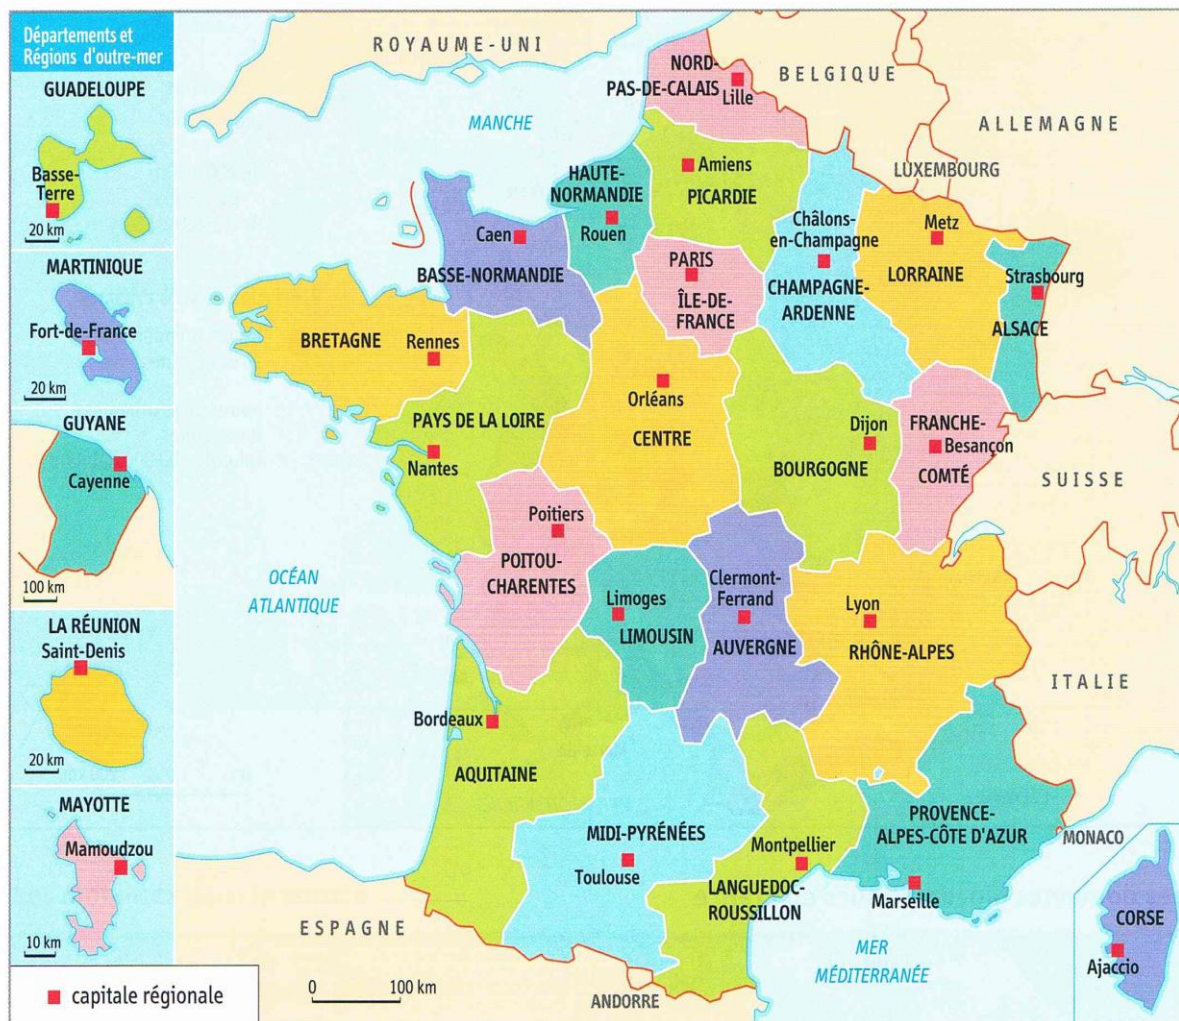 Départements et
Régions d'outre-mer
GUADELOUPE
Basse-
Terre
20 km
MARTINIQUE
Fort-de-France
20 km
GUYANE
Cayenne
100 km
LA RÉUNION
Saint-Denis
20 km
MAYOTTE
Mamoudzou
10 km
capitale régionale
ROYAUME-UNI
BELGIQUE
ALLEMAGNE
LUXEMBOURG
SUISSE
ITALIE
MONACO
ESPAGNE
ANDORRE
MANCHE
OCÉAN
ATLANTIQUE
MER
MÉDITERRANÉE
NORD-
PAS-DE-CALAIS
Lille
Amiens
PICARDIE
HAUTE-
NORMANDIE
Rouen
Caen
BASSE-NORMANDIE
PARIS
ÎLE-DE-
FRANCE
Châlons-
en-Champagne
CHAMPAGNE-
ARDENNE
Metz
LORRAINE
Strasbourg
ALSACE
BRETAGNE
Rennes
PAYS DE LA LOIRE
Nantes
Orléans
CENTRE
Dijon
BOURGOGNE
FRANCHE-
Besançon
COMTÉ
Poitiers
POITOU-
CHARENTES
Limoges
LIMOUSIN
Clermont-
Ferrand
AUVERGNE
Lyon
RHÔNE-ALPES
Bordeaux
AQUITAINE
MIDI-PYRÉNÉES
Toulouse
Montpellier
LANGUEDOC-
ROUSSILLON
PROVENCE-
ALPES-CÔTE D'AZUR
Marseille
CORSE
Ajaccio
0 100 km